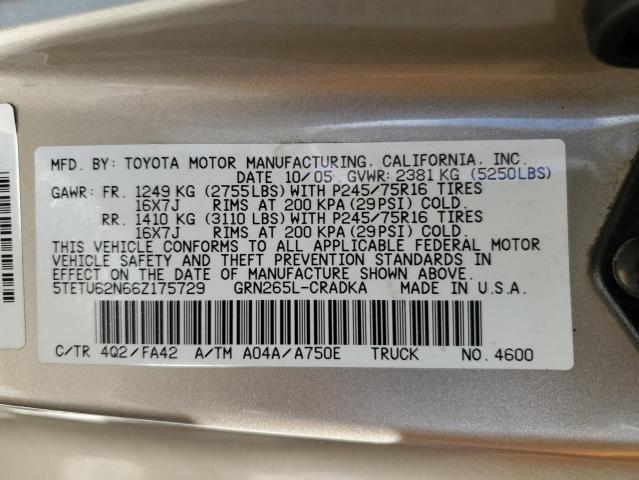 MFD. BY: TOYOTA MOTOR MANUFACTURING, CALIFORNIA, INC.
DATE 10/05 GVWR: 2381 KG (5250LBS)
GAWR: FR. 1249 KG (2755LBS) WITH P245/75R16 TIRES
16X7J RIMS AT 200 KPA (29PSI) COLD.
RR. 1410 KG (3110 LBS) WITH P245/75R16 TIRES
16X7J RIMS AT 200 KPA (29PSI) COLD.
THIS VEHICLE CONFORMS TO ALL APPLICABLE FEDERAL MOTOR
VEHICLE SAFETY AND THEFT PREVENTION STANDARDS IN
EFFECT ON THE DATE OF MANUFACTURE SHOWN ABOVE.
5TETU62N66Z175729 GRN265L-CRADKA MADE IN U.S.A.
C/TR 4Q2/FA42 A/TM A04A/A750E TRUCK NO. 4600